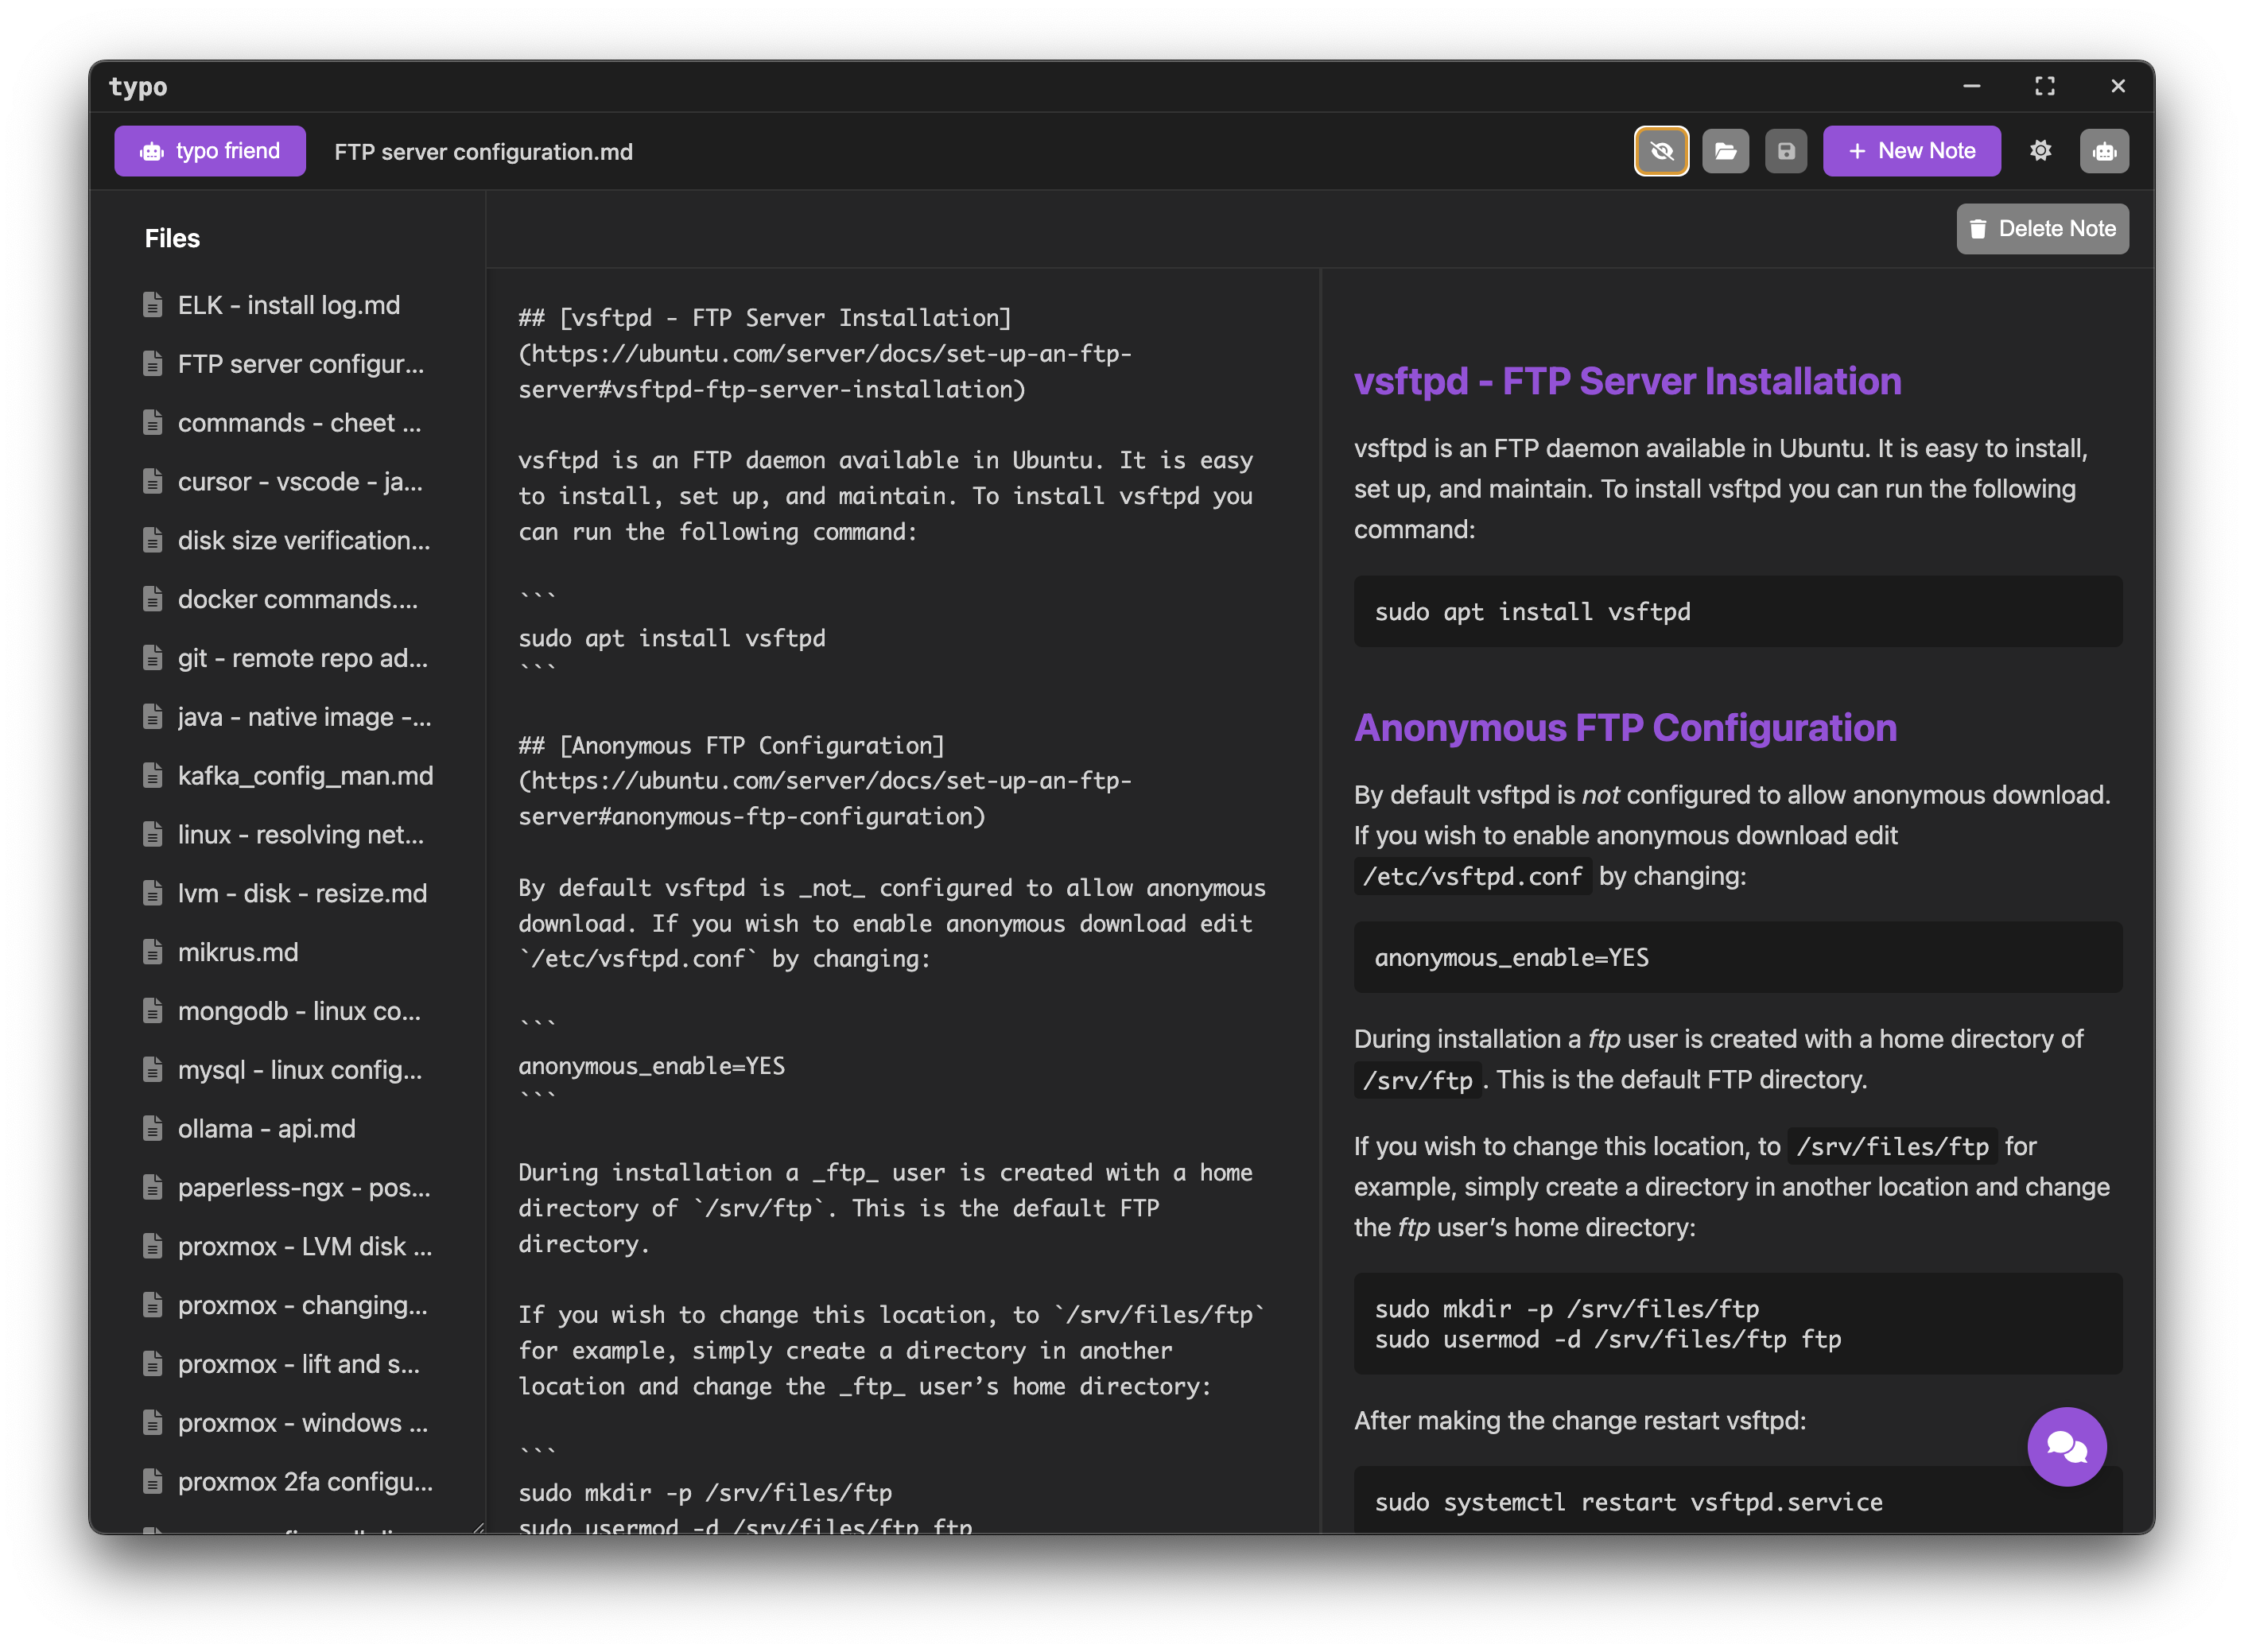 typo
typo friend
FTP server configuration.md
New Note
Delete Note
Files
ELK - install log.md
FTP server configur...
commands - cheet ...
cursor - vscode - ja...
disk size verification...
docker commands....
git - remote repo ad...
java - native image -...
kafka_config_man.md
linux - resolving net...
lvm - disk - resize.md
mikrus.md
mongodb - linux co...
mysql - linux config...
ollama - api.md
paperless-ngx - pos...
proxmox - LVM disk ...
proxmox - changing...
proxmox - lift and s...
proxmox - windows ...
proxmox 2fa configu...
## [vsftpd - FTP Server Installation]
(https://ubuntu.com/server/docs/set-up-an-ftp-
server#vsftpd-ftp-server-installation)
vsftpd is an FTP daemon available in Ubuntu. It is easy
to install, set up, and maintain. To install vsftpd you
can run the following command:
```
sudo apt install vsftpd
```
## [Anonymous FTP Configuration]
(https://ubuntu.com/server/docs/set-up-an-ftp-
server#anonymous-ftp-configuration)
By default vsftpd is _not_ configured to allow anonymous
download. If you wish to enable anonymous download edit
`/etc/vsftpd.conf` by changing:
```
anonymous_enable=YES
```
During installation a _ftp_ user is created with a home
directory of `/srv/ftp`. This is the default FTP
directory.
If you wish to change this location, to `/srv/files/ftp`
for example, simply create a directory in another
location and change the _ftp_ user’s home directory:
```
sudo mkdir -p /srv/files/ftp
sudo usermod -d /srv/files/ftp ftp
vsftpd - FTP Server Installation
vsftpd is an FTP daemon available in Ubuntu. It is easy to install,
set up, and maintain. To install vsftpd you can run the following
command:
sudo apt install vsftpd
Anonymous FTP Configuration
By default vsftpd is not configured to allow anonymous download.
If you wish to enable anonymous download edit
/etc/vsftpd.conf by changing:
anonymous_enable=YES
During installation a ftp user is created with a home directory of
/srv/ftp. This is the default FTP directory.
If you wish to change this location, to /srv/files/ftp for
example, simply create a directory in another location and change
the ftp user’s home directory:
sudo mkdir -p /srv/files/ftp
sudo usermod -d /srv/files/ftp ftp
After making the change restart vsftpd:
sudo systemctl restart vsftpd.service